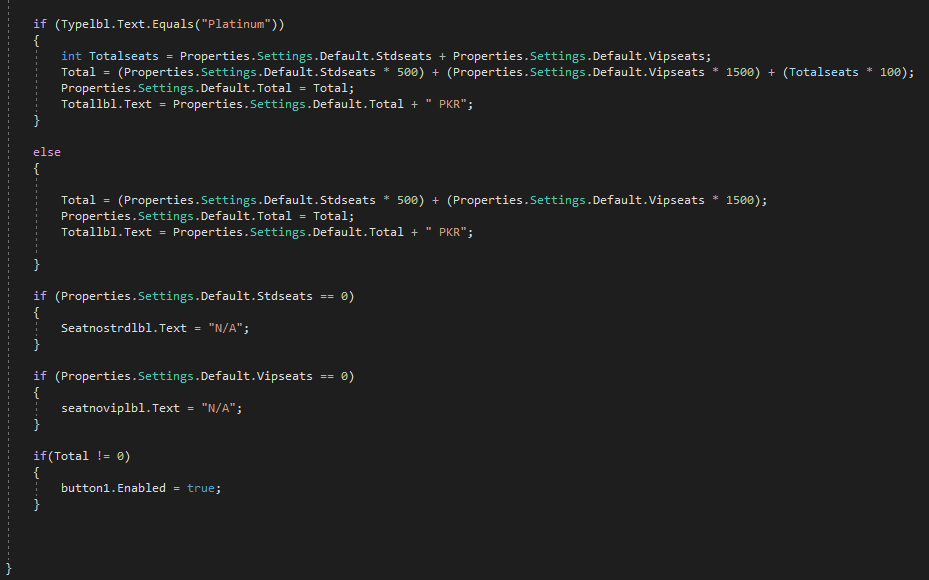 if (Typelbl.Text.Equals("Platinum"))
{
int Totalseats = Properties.Settings.Default.Stdseats + Properties.Settings.Default.Vipseats;
Total = (Properties.Settings.Default.Stdseats * 500) + (Properties.Settings.Default.Vipseats * 1500) + (Totalseats * 100);
Properties.Settings.Default.Total = Total;
Totallbl.Text = Properties.Settings.Default.Total + " PKR";
}
else
{
Total = (Properties.Settings.Default.Stdseats * 500) + (Properties.Settings.Default.Vipseats * 1500);
Properties.Settings.Default.Total = Total;
Totallbl.Text = Properties.Settings.Default.Total + " PKR";
}
if (Properties.Settings.Default.Stdseats == 0)
{
Seatnostrdlbl.Text = "N/A";
}
if (Properties.Settings.Default.Vipseats == 0)
{
seatnoviplbl.Text = "N/A";
}
if(Total != 0)
{
button1.Enabled = true;
}
}